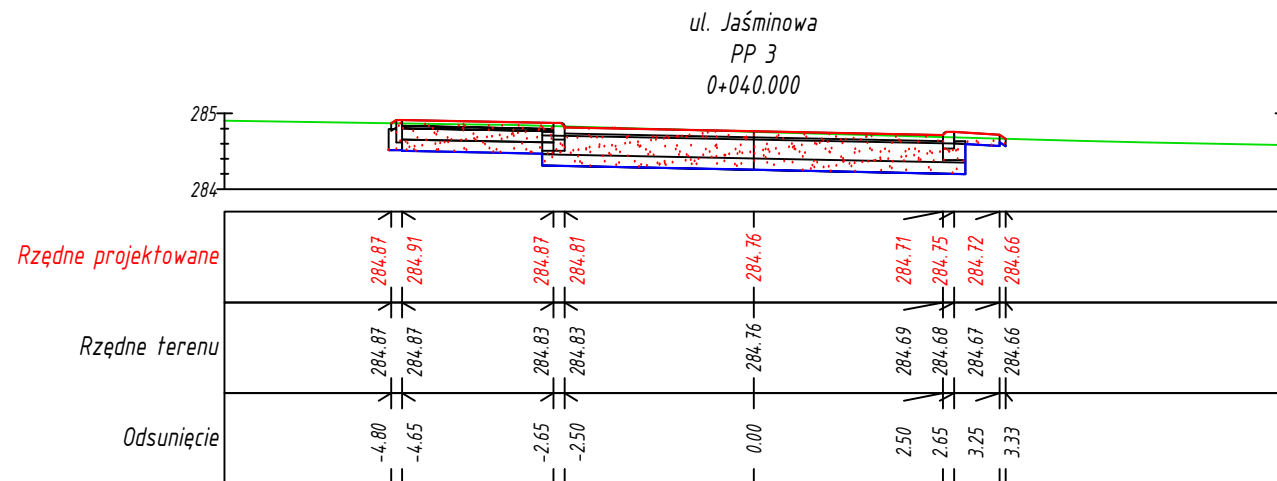 ul. Jaśminowa
PP 3
0+040.000
285
284
Rzędne projektowane 284.87 284.91 284.87 284.81 284.76 284.71 284.75 284.72 284.66
Rzędne terenu 284.87 284.87 284.83 284.83 284.76 284.69 284.68 284.67 284.66
Odsunięcie -4.80 -4.65 -2.65 -2.50 0.00 2.50 2.65 3.25 3.33